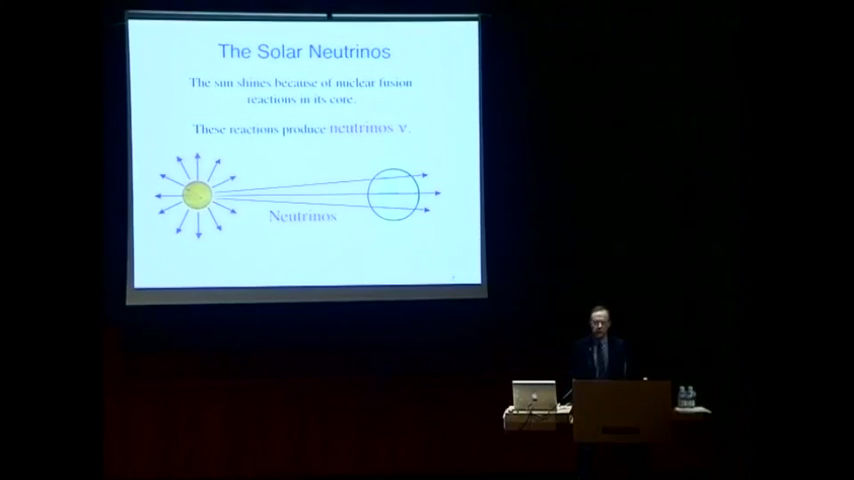 The Solar Neutrinos
The sun shines because of nuclear fusion
reactions in its core.
These reactions produce neutrinos ν.
Neutrinos